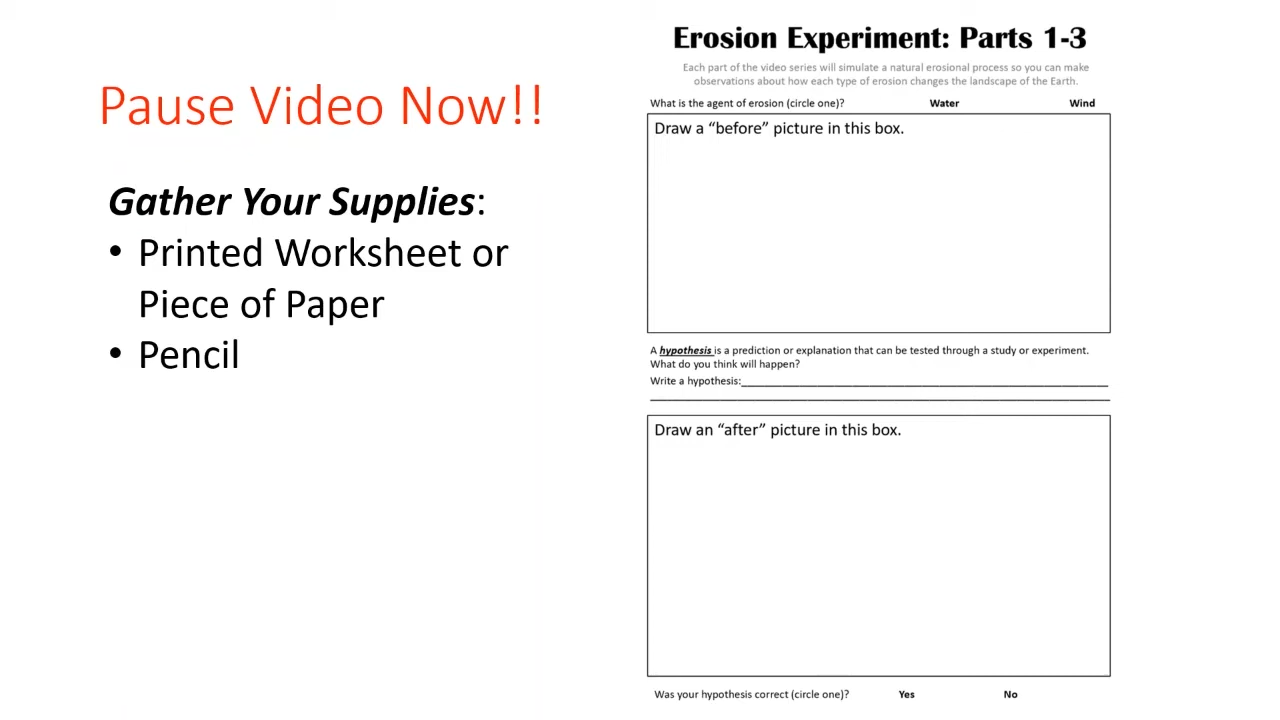 Pause Video Now!!
Gather Your Supplies:
• Printed Worksheet or
Piece of Paper
• Pencil
Erosion Experiment: Parts 1-3
Each part of the video series will simulate a natural erosional process so you can make
observations about how each type of erosion changes the landscape of the Earth.
What is the agent of erosion (circle one)? Water Wind
Draw a “before” picture in this box.
A hypothesis is a prediction or explanation that can be tested through a study or experiment.
What do you think will happen?
Write a hypothesis:
Draw an “after” picture in this box.
Was your hypothesis correct (circle one)? Yes No